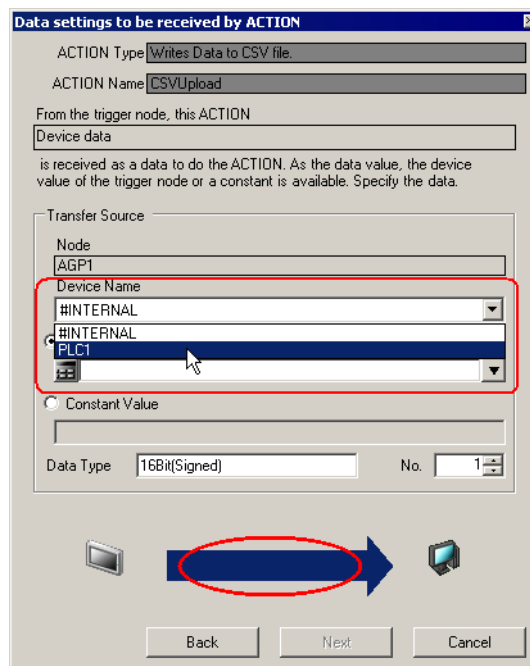 Data settings to be received by ACTION
ACTION Type Writes Data to CSV file.
ACTION Name CSVUpload
From the trigger node, this ACTION
Device data
is received as a data to do the ACTION. As the data value, the device
value of the trigger node or a constant is available. Specify the data.
Transfer Source
Node
AGP1
Device Name
#INTERNAL
#INTERNAL
PLC1
Constant Value
Data Type 16Bit(Signed) No. 1
Back Next Cancel